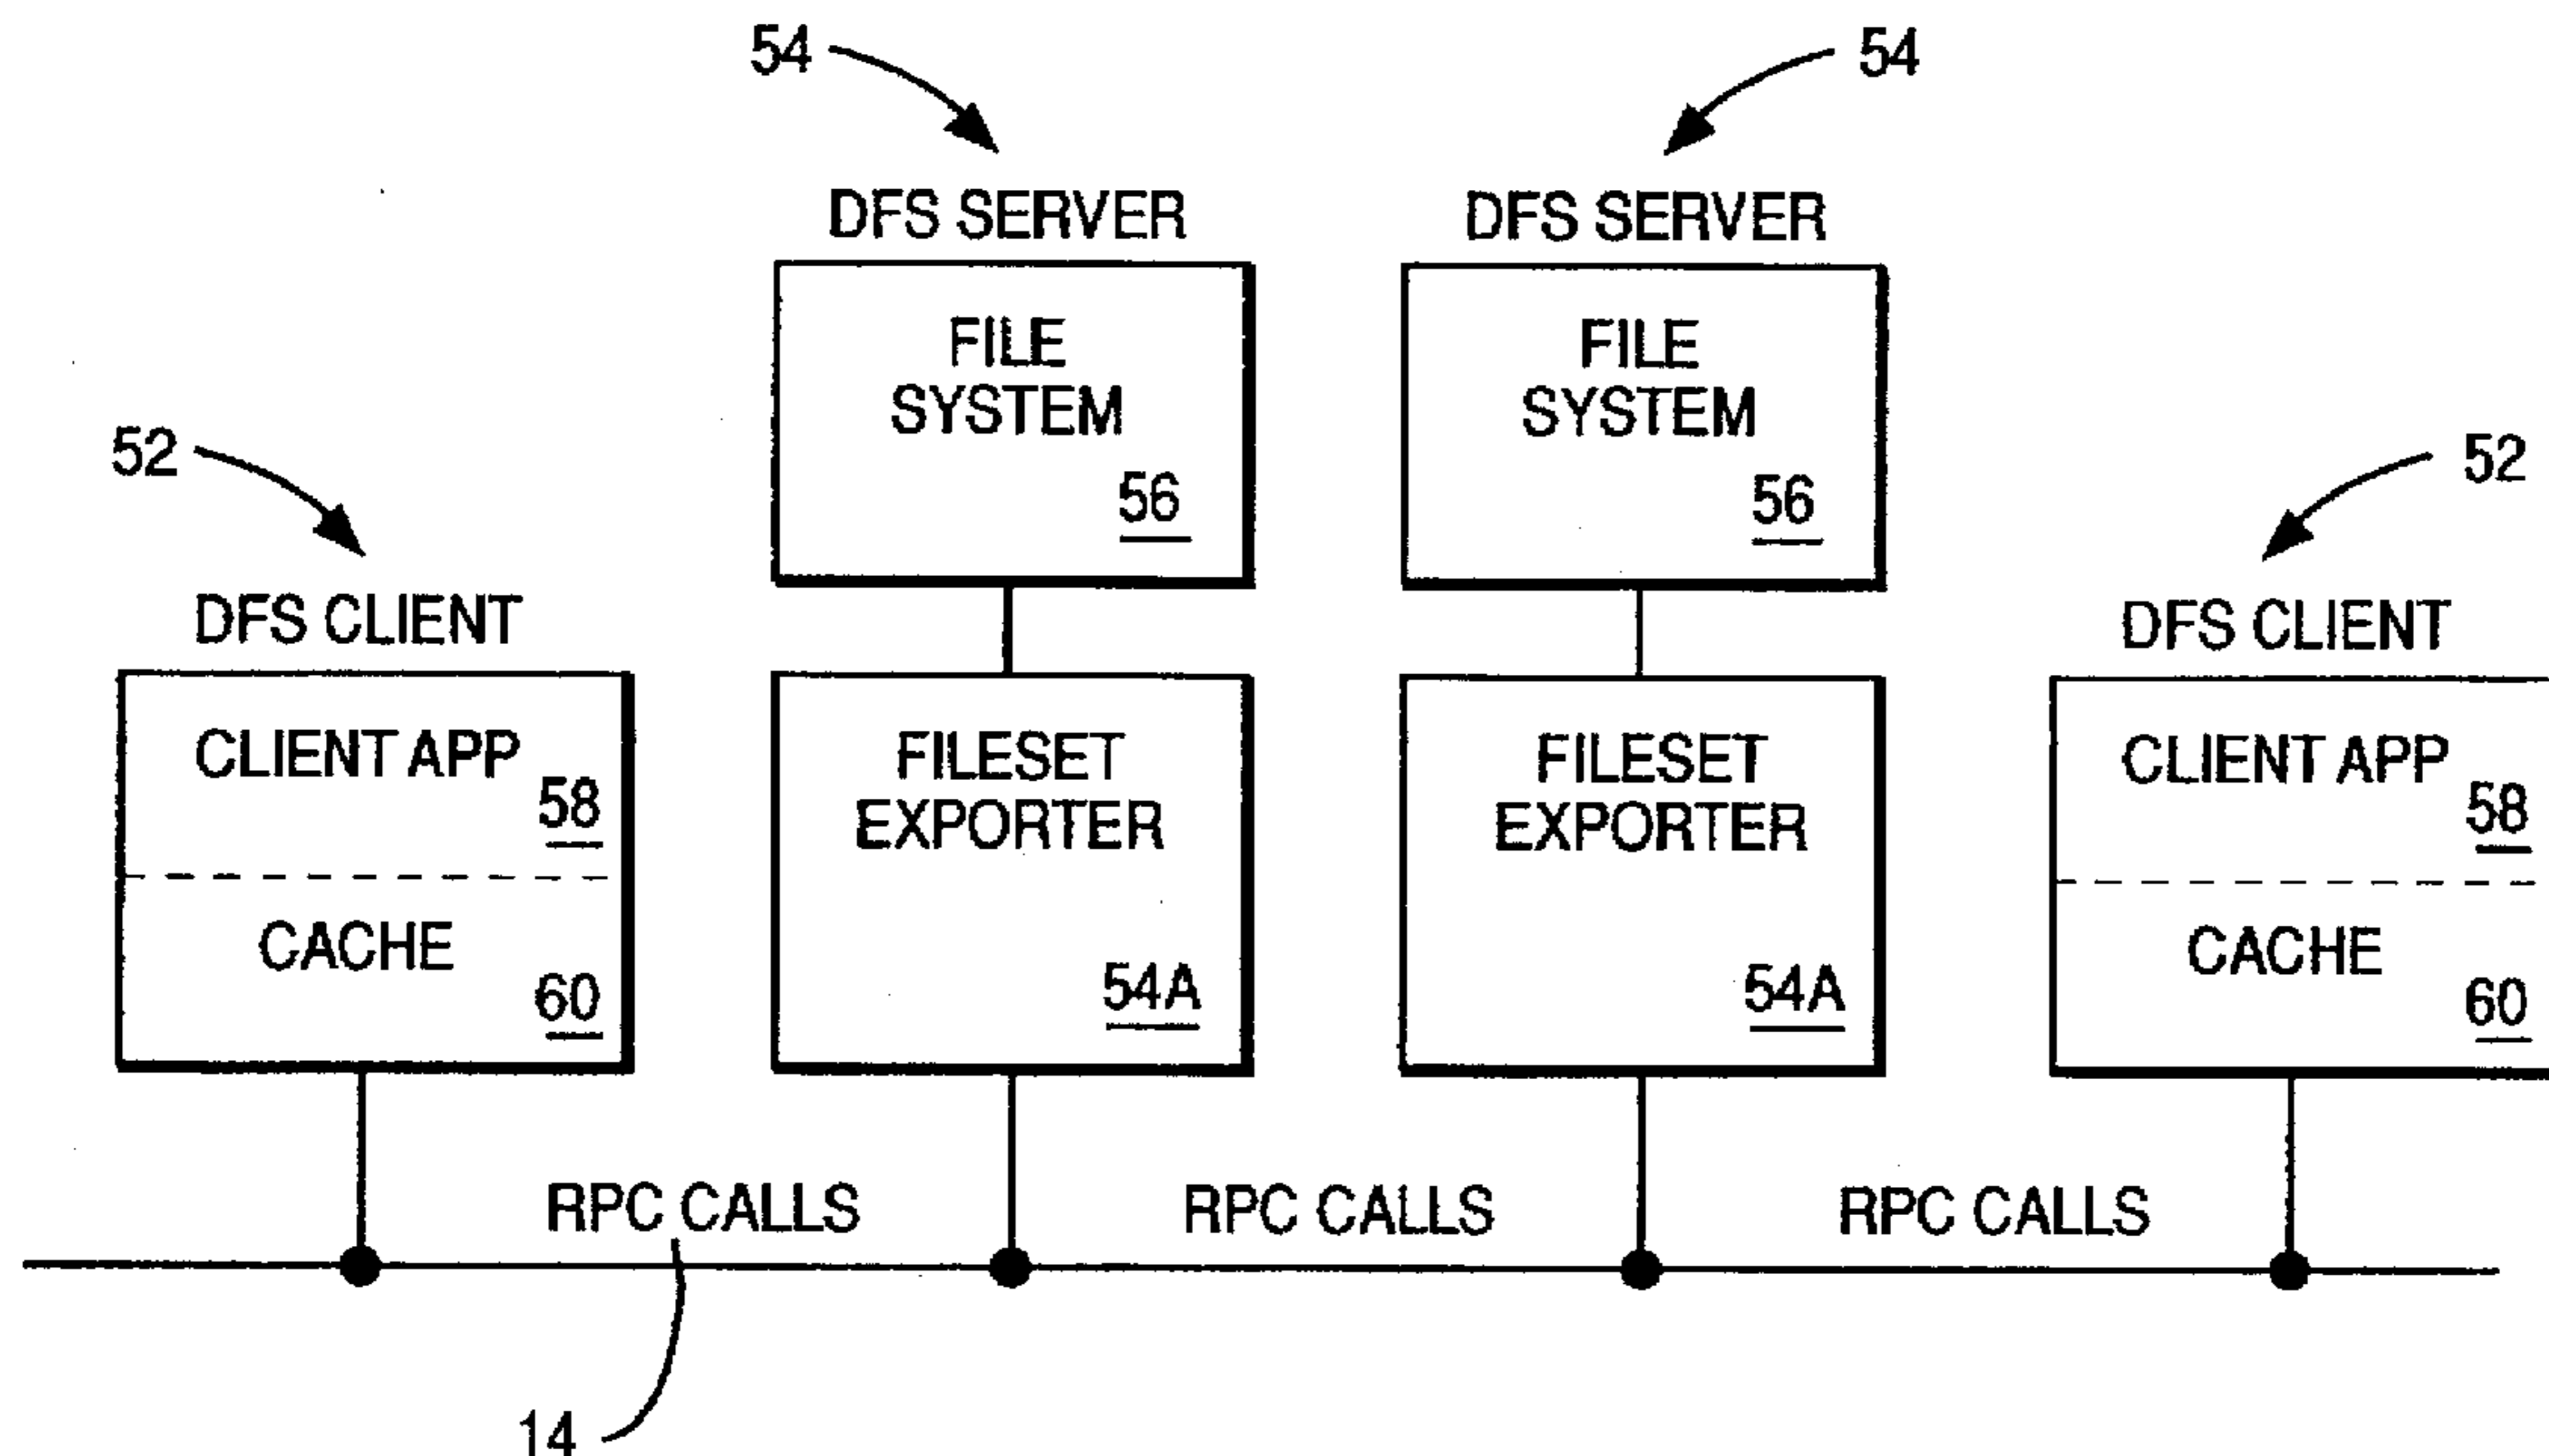 54
54
DFS SERVER
DFS SERVER
FILE
SYSTEM
56
FILE
SYSTEM
56
52
52
DFS CLIENT
DFS CLIENT
CLIENT APP
58
CACHE
60
FILESET
EXPORTER
54A
FILESET
EXPORTER
54A
CLIENT APP
58
CACHE
60
RPC CALLS
RPC CALLS
RPC CALLS
14